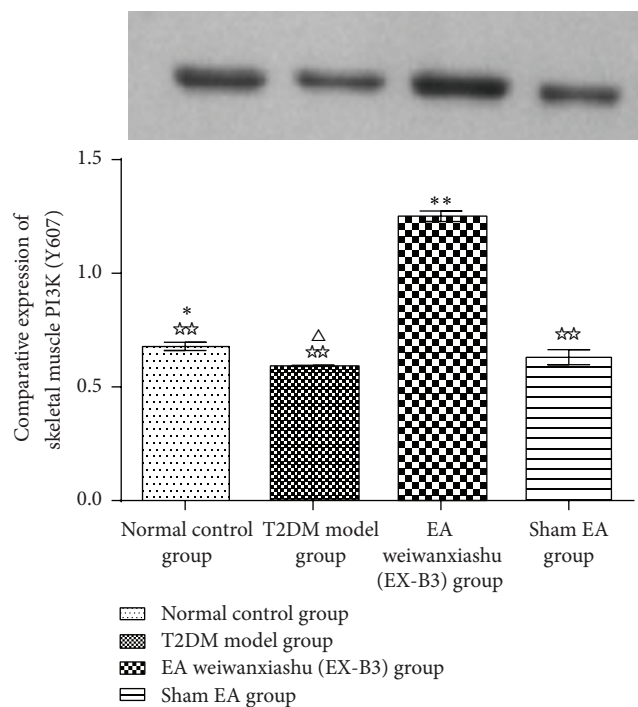 Comparative expression of
skeletal muscle PI3K (Y607)
1.5
1.0
0.5
0.0
*
☆☆
△
☆☆
**
☆☆
Normal control
group
T2DM model
group
EA
weiwanxiashu
(EX-B3) group
Sham EA
group
Normal control group
T2DM model group
EA weiwanxiashu (EX-B3) group
Sham EA group